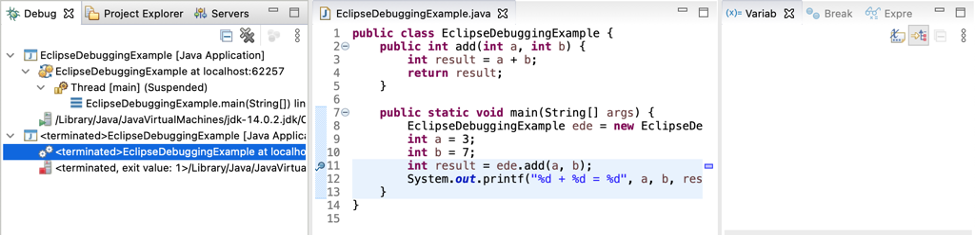 Debug Project Explorer Servers
EclipseDebuggingExample [Java Application]
EclipseDebuggingExample at localhost:62257
Thread [main] (Suspended)
EclipseDebuggingExample.main(String[]) lin
/Library/Java/JavaVirtualMachines/jdk-14.0.2.jdk/C
<terminated>EclipseDebuggingExample [Java Applic
<terminated>EclipseDebuggingExample at localho
<terminated, exit value: 1>/Library/Java/JavaVirtua
EclipseDebuggingExample.java
1 public class EclipseDebuggingExample {
2 public int add(int a, int b) {
3 int result = a + b;
4 return result;
5 }
6
7 public static void main(String[] args) {
8 EclipseDebuggingExample ede = new EclipseDe
9 int a = 3;
10 int b = 7;
11 int result = ede.add(a, b);
12 System.out.printf("%d + %d = %d", a, b, res
13 }
14 }
15
(x)= Variab Break Expre